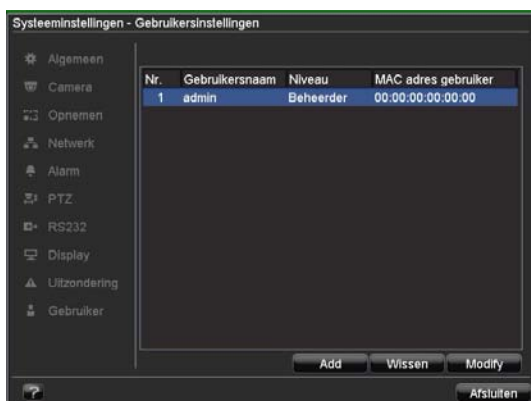 Systeeminstellingen - Gebruikersinstellingen
Algemeen
Camera
Opnemen
Netwerk
Alarm
PTZ
RS232
Display
Uitzondering
Gebruiker
Nr. Gebruikersnaam Niveau MAC adres gebruiker
1 admin Beheerder 00:00:00:00:00:00
Add Wissen Modify
? Afsluiten